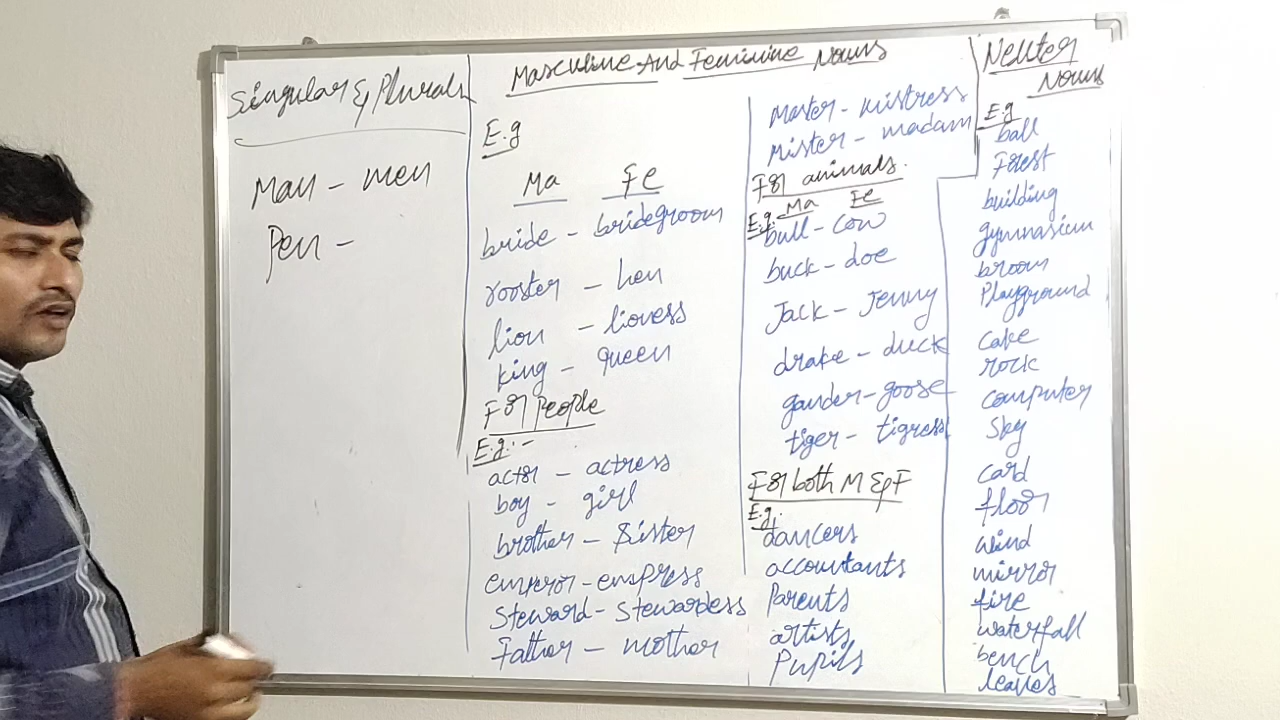 Singular & Plurals
Man - men
Pen -
Masculine And Feminine Nouns
E.g
Ma Fe
bride - bridegroom
rooster - hen
lion - lioness
king - queen
For People
E.g:-
actor - actress
boy - girl
brother - Sister
emperor - empress
Steward - Stewardess
Father - mother
Master - mistress
Mister - madam
For animals.
E.g. Ma Fe
bull - cow
buck - doe
Jack - Jenny
drake - duck
gander - goose
tiger - tigress
For both M & F
E.g.
dancers
accountants
Parents
artists
Pupils
Neuter
Nouns
E.g
ball
Forest
building
gymnasium
broom
Playground
cake
rock
computer
Sky
card
floor
wind
mirror
fire
waterfall
bench
leaves